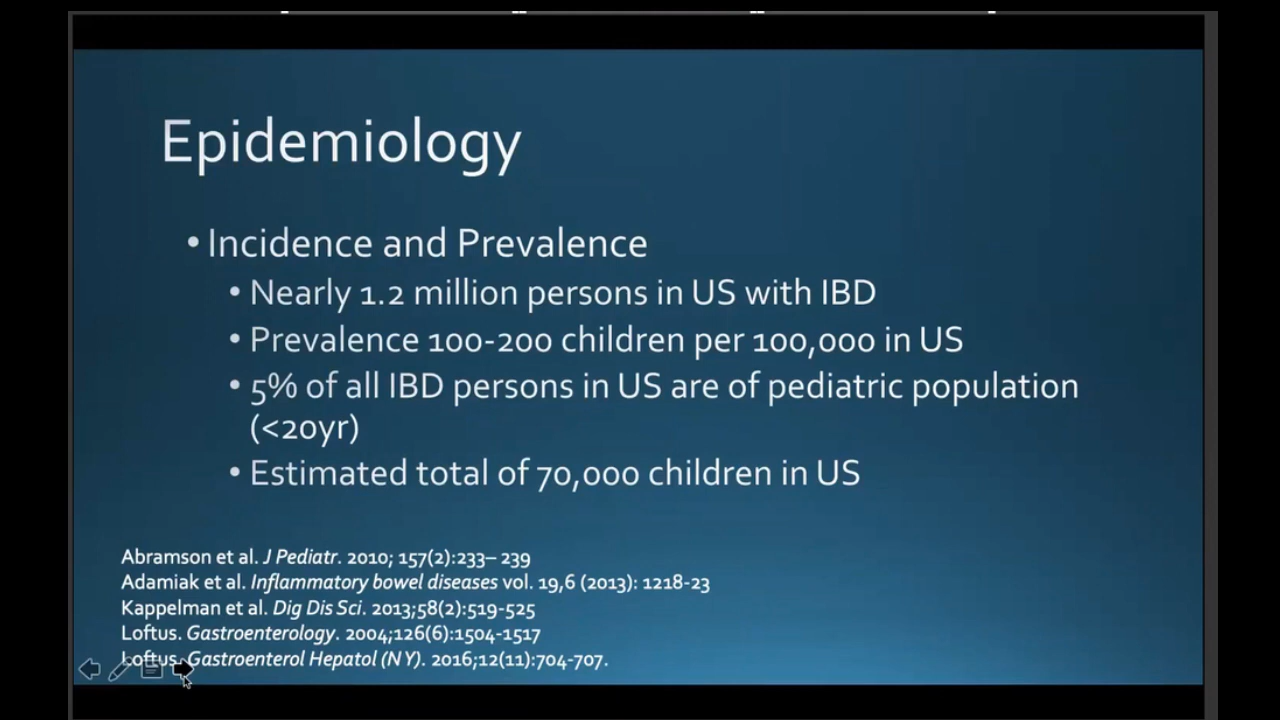 Epidemiology
• Incidence and Prevalence
• Nearly 1.2 million persons in US with IBD
• Prevalence 100-200 children per 100,000 in US
• 5% of all IBD persons in US are of pediatric population
(<20yr)
• Estimated total of 70,000 children in US
Abramson et al. J Pediatr. 2010; 157(2):233– 239
Adamiak et al. Inflammatory bowel diseases vol. 19,6 (2013): 1218-23
Kappelman et al. Dig Dis Sci. 2013;58(2):519-525
Loftus. Gastroenterology. 2004;126(6):1504-1517
Loftus. Gastroenterol Hepatol (N Y). 2016;12(11):704-707.